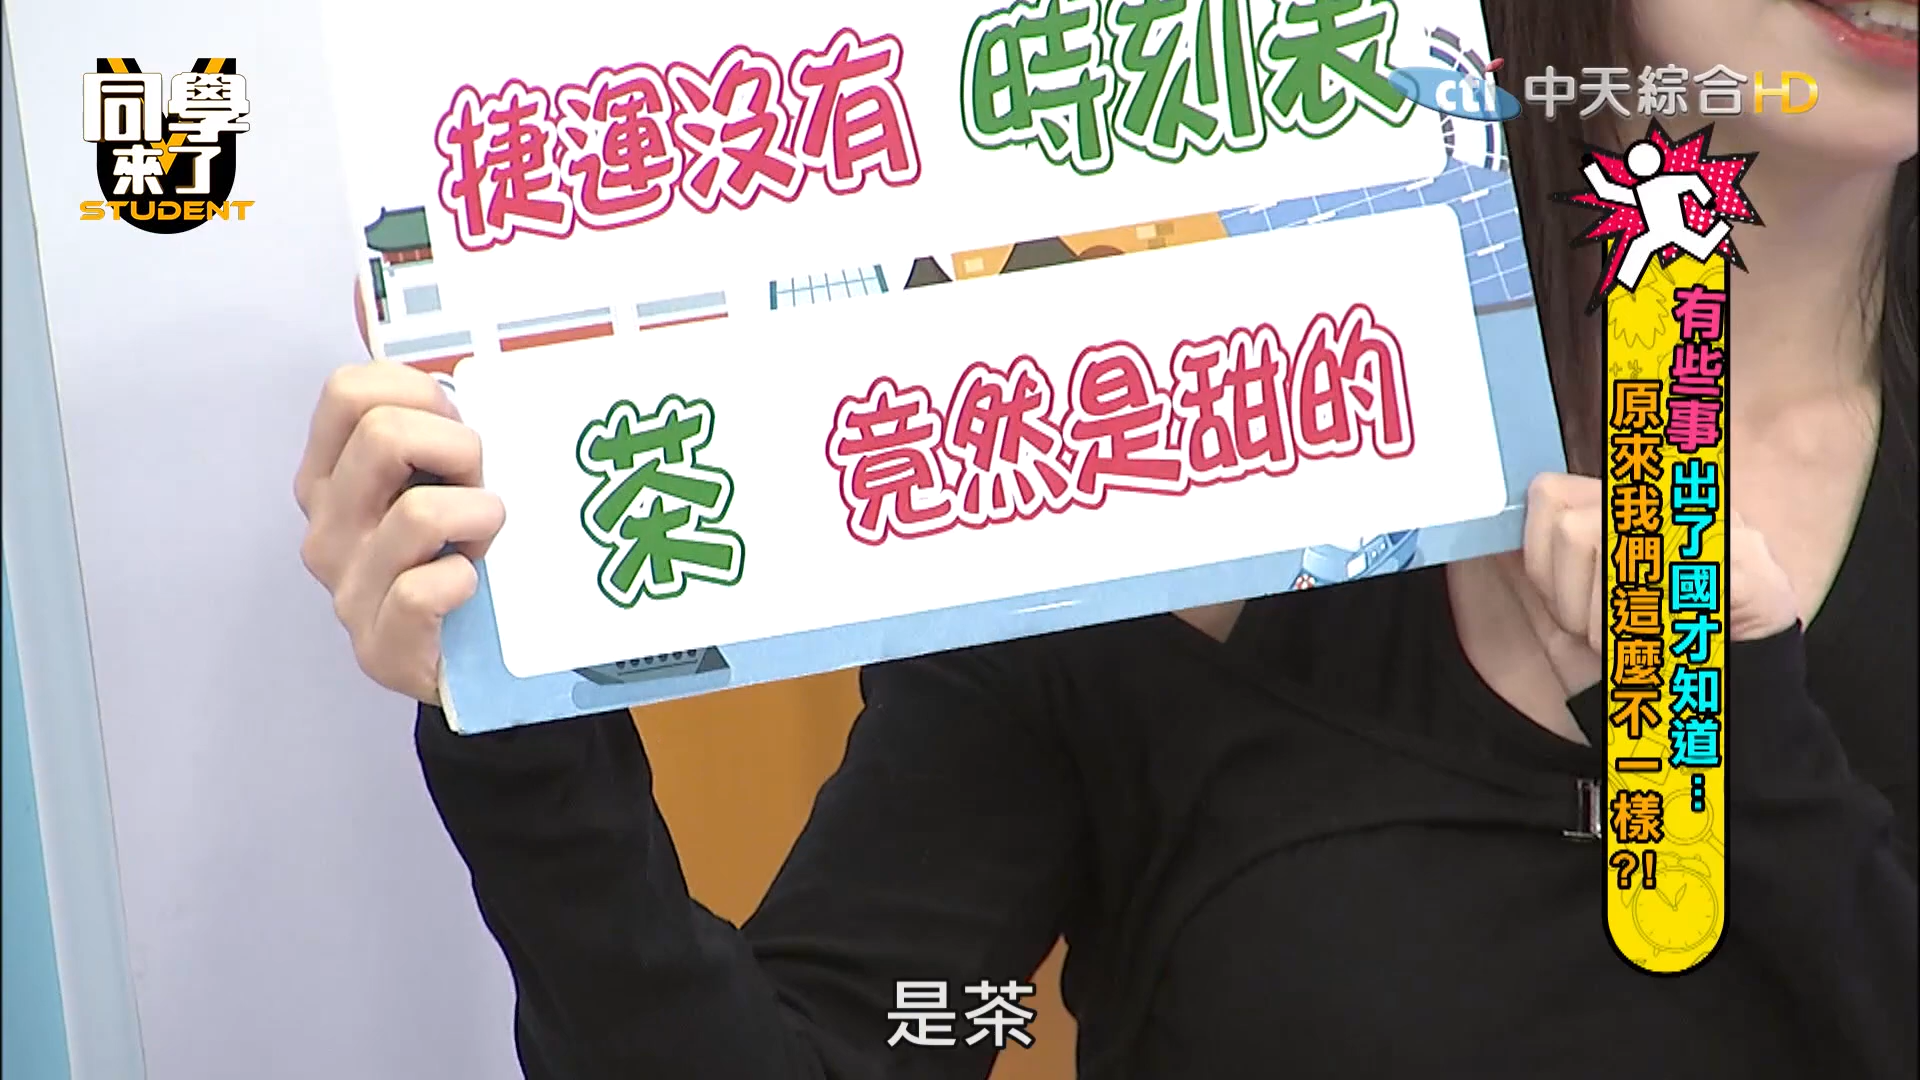 同學
來了
STUDENT
捷運沒有 時刻表
cti 中天綜合HD
茶 竟然是甜的
有些事出了國才知道…
原來我們這麼不一樣?!
是茶